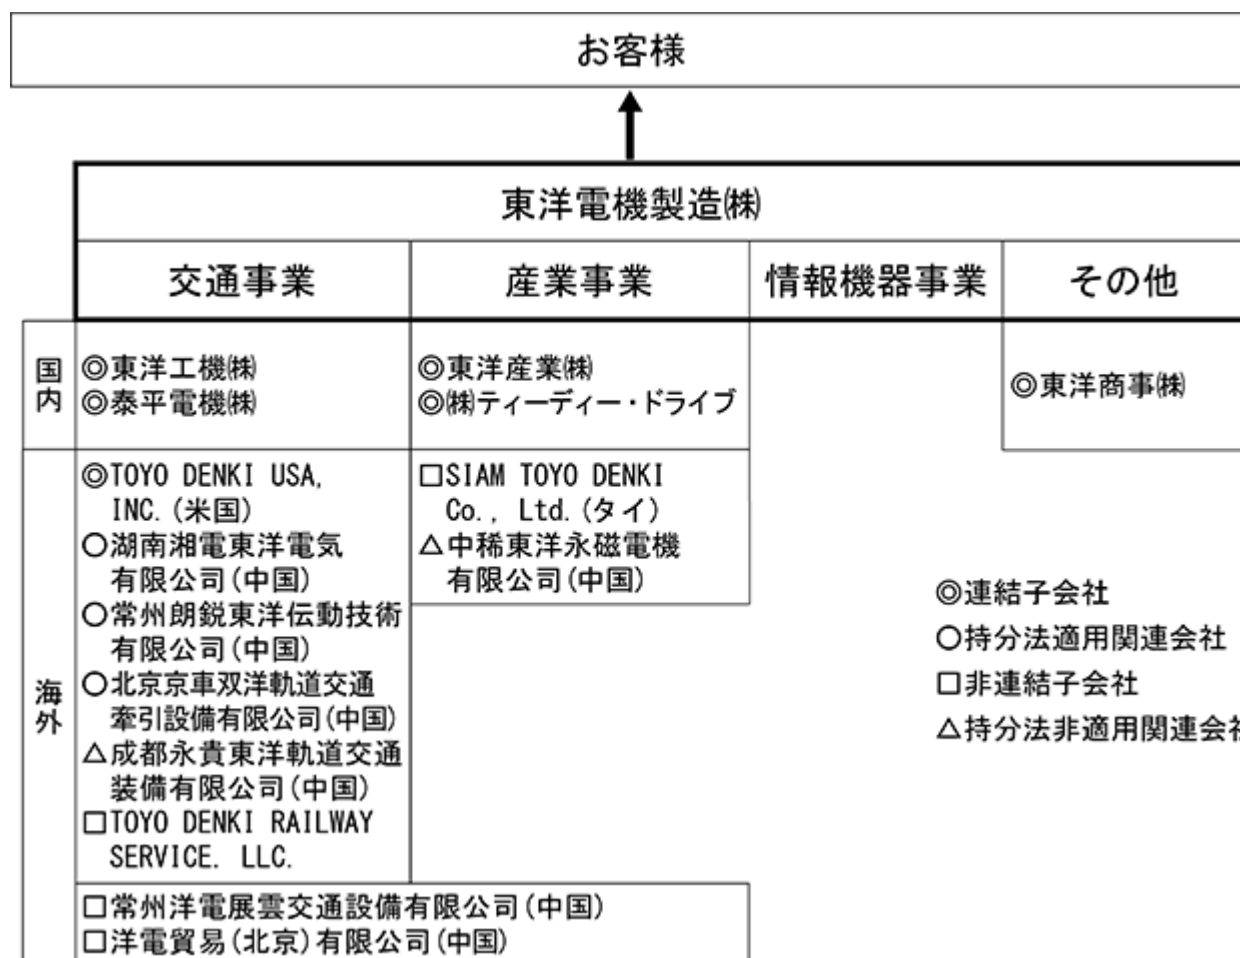 お客様
東洋電機製造㈱
交通事業
産業事業
情報機器事業
その他
国内
◎東洋工機㈱
◎泰平電機㈱
◎東洋産業㈱
◎㈱ティーディー・ドライブ
◎東洋商事㈱
海外
◎TOYO DENKI USA,
INC.(米国)
○湖南湘電東洋電気
有限公司(中国)
○常州朗鋭東洋伝動技術
有限公司(中国)
○北京京車双洋軌道交通
牽引設備有限公司(中国)
△成都永貴東洋軌道交通
装備有限公司(中国)
□TOYO DENKI RAILWAY
SERVICE. LLC.
□SIAM TOYO DENKI
Co., Ltd.(タイ)
△中稀東洋永磁電機
有限公司(中国)
□常州洋電展雲交通設備有限公司(中国)
□洋電貿易(北京)有限公司(中国)
◎連結子会社
○持分法適用関連会社
□非連結子会社
△持分法非適用関連会社